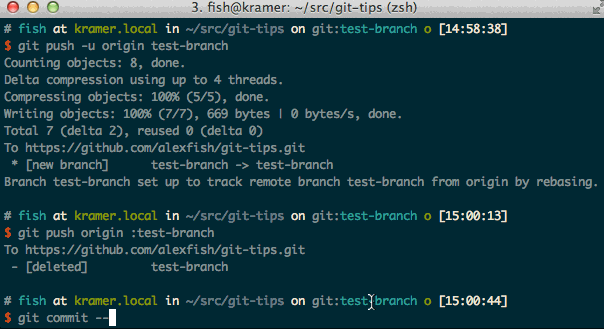 3. fish@kramer: ~/src/git-tips (zsh)
# fish at kramer.local in ~/src/git-tips on git:test-branch o [14:58:38]
$ git push -u origin test-branch
Counting objects: 8, done.
Delta compression using up to 4 threads.
Compressing objects: 100% (5/5), done.
Writing objects: 100% (7/7), 669 bytes | 0 bytes/s, done.
Total 7 (delta 2), reused 0 (delta 0)
To https://github.com/alexfish/git-tips.git
 * [new branch]      test-branch -> test-branch
Branch test-branch set up to track remote branch test-branch from origin by rebasing.
# fish at kramer.local in ~/src/git-tips on git:test-branch o [15:00:13]
$ git push origin :test-branch
To https://github.com/alexfish/git-tips.git
 - [deleted]         test-branch
# fish at kramer.local in ~/src/git-tips on git:test-branch o [15:00:44]
$ git commit --